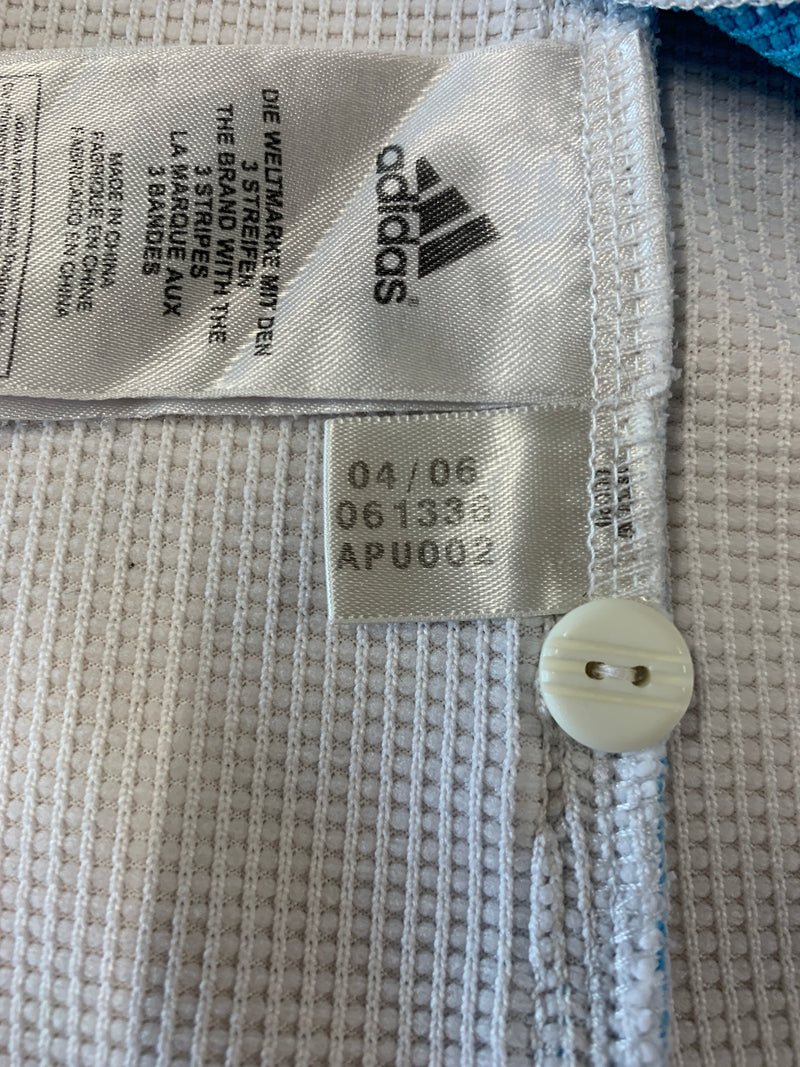 adidas
DIE WELTMARKE MIT DEN
3 STREIFEN
THE BRAND WITH THE
3 STRIPES
LA MARQUE AUX
3 BANDES
MADE IN CHINA
FABRIQUE EN CHINE
FABRICADO EN CHINA
04/06
061336
APU002